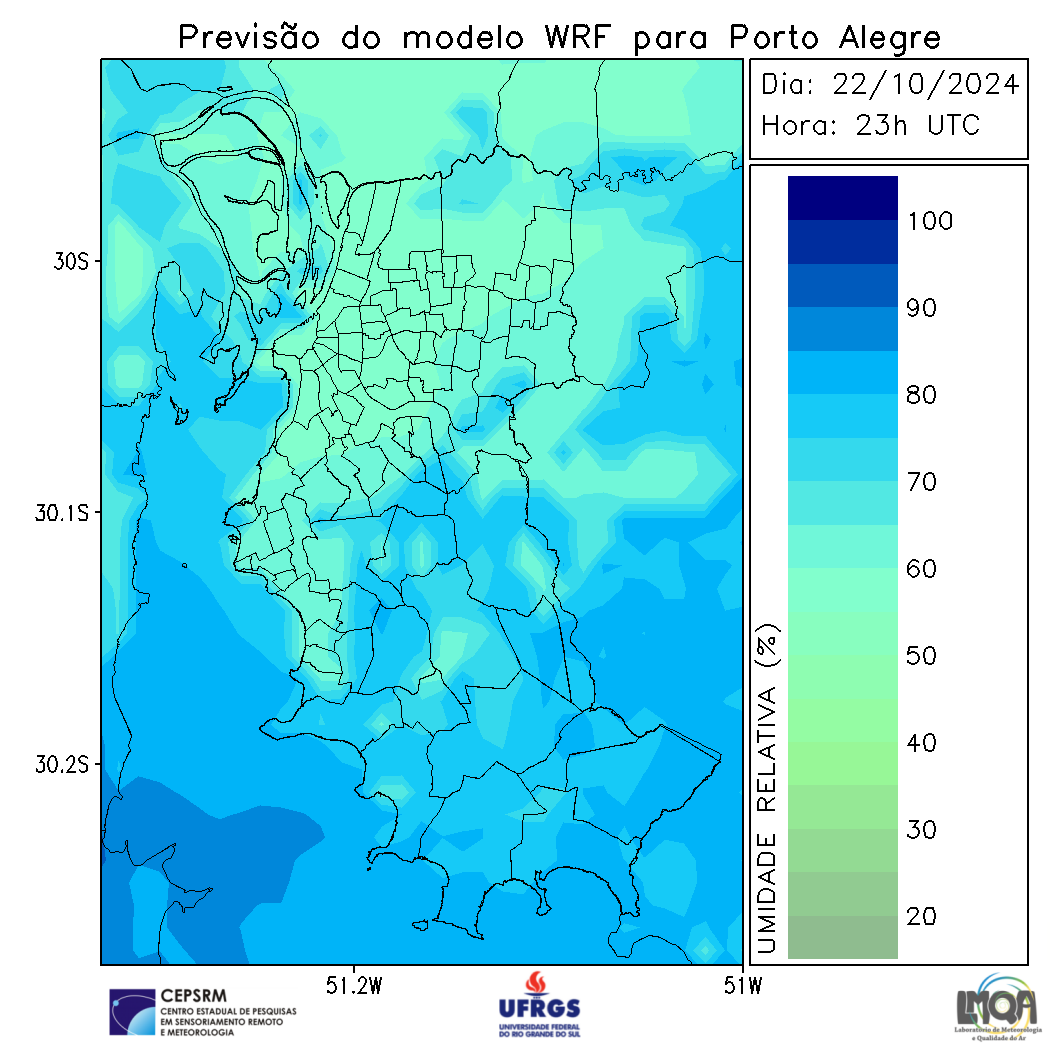 Previsão do modelo WRF para Porto Alegre
Dia: 22/10/2024
Hora: 23h UTC
30S
30.1S
30.2S
51.2W
51W
UMIDADE RELATIVA (%)
100
90
80
70
60
50
40
30
20
CEPSRM
CENTRO ESTADUAL DE PESQUISAS
EM SENSORIAMENTO REMOTO
E METEOROLOGIA
UFRGS
UNIVERSIDADE FEDERAL
DO RIO GRANDE DO SUL
LMQA
Laboratório de Meteorologia
e Qualidade do Ar